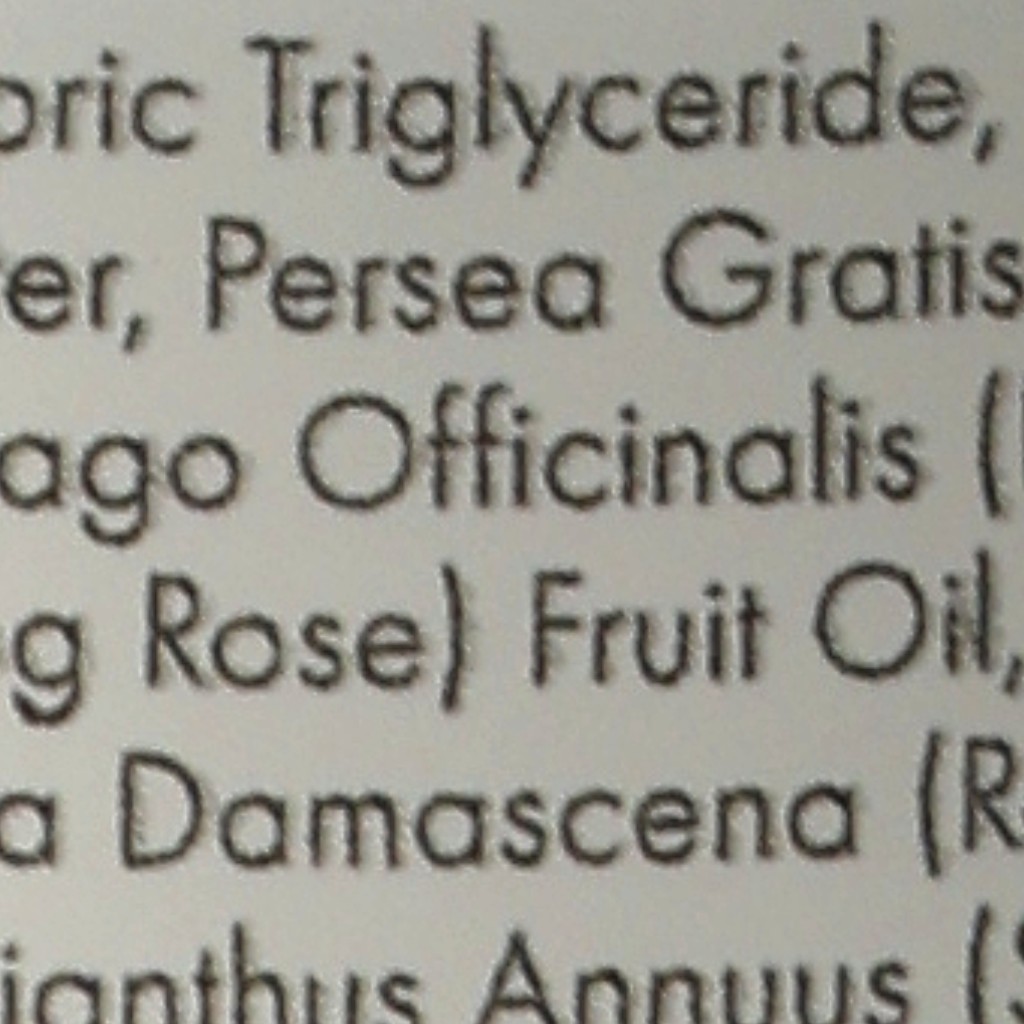 oric Triglyceride,
er, Persea Gratis
ago Officinalis (
g Rose) Fruit Oil,
a Damascena (R
ianthus Annuus (S